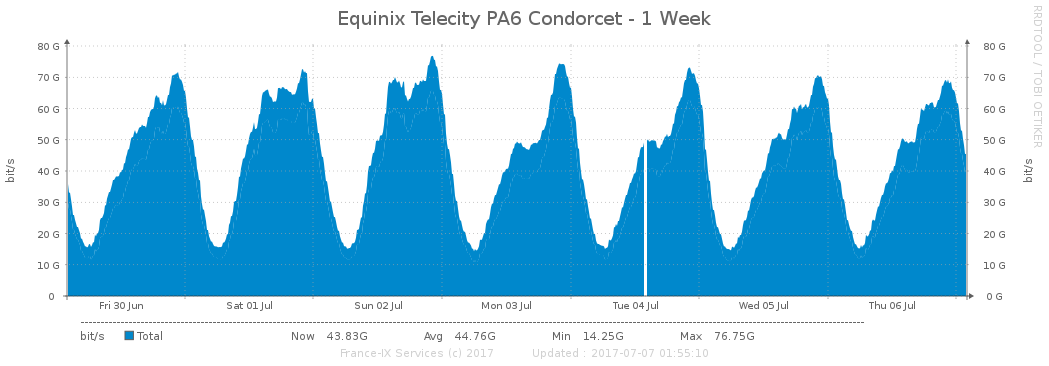 Equinix Telecity PA6 Condorcet - 1 Week
RRDTOOL / TOBI OETIKER
bit/s
80 G
70 G
60 G
50 G
40 G
30 G
20 G
10 G
0
80 G
70 G
60 G
50 G
40 G
30 G
20 G
10 G
0 G
bit/s
Fri 30 Jun Sat 01 Jul Sun 02 Jul Mon 03 Jul Tue 04 Jul Wed 05 Jul Thu 06 Jul
bit/s Total Now 43.83G Avg 44.76G Min 14.25G Max 76.75G
France-IX Services (c) 2017 Updated : 2017-07-07 01:55:10